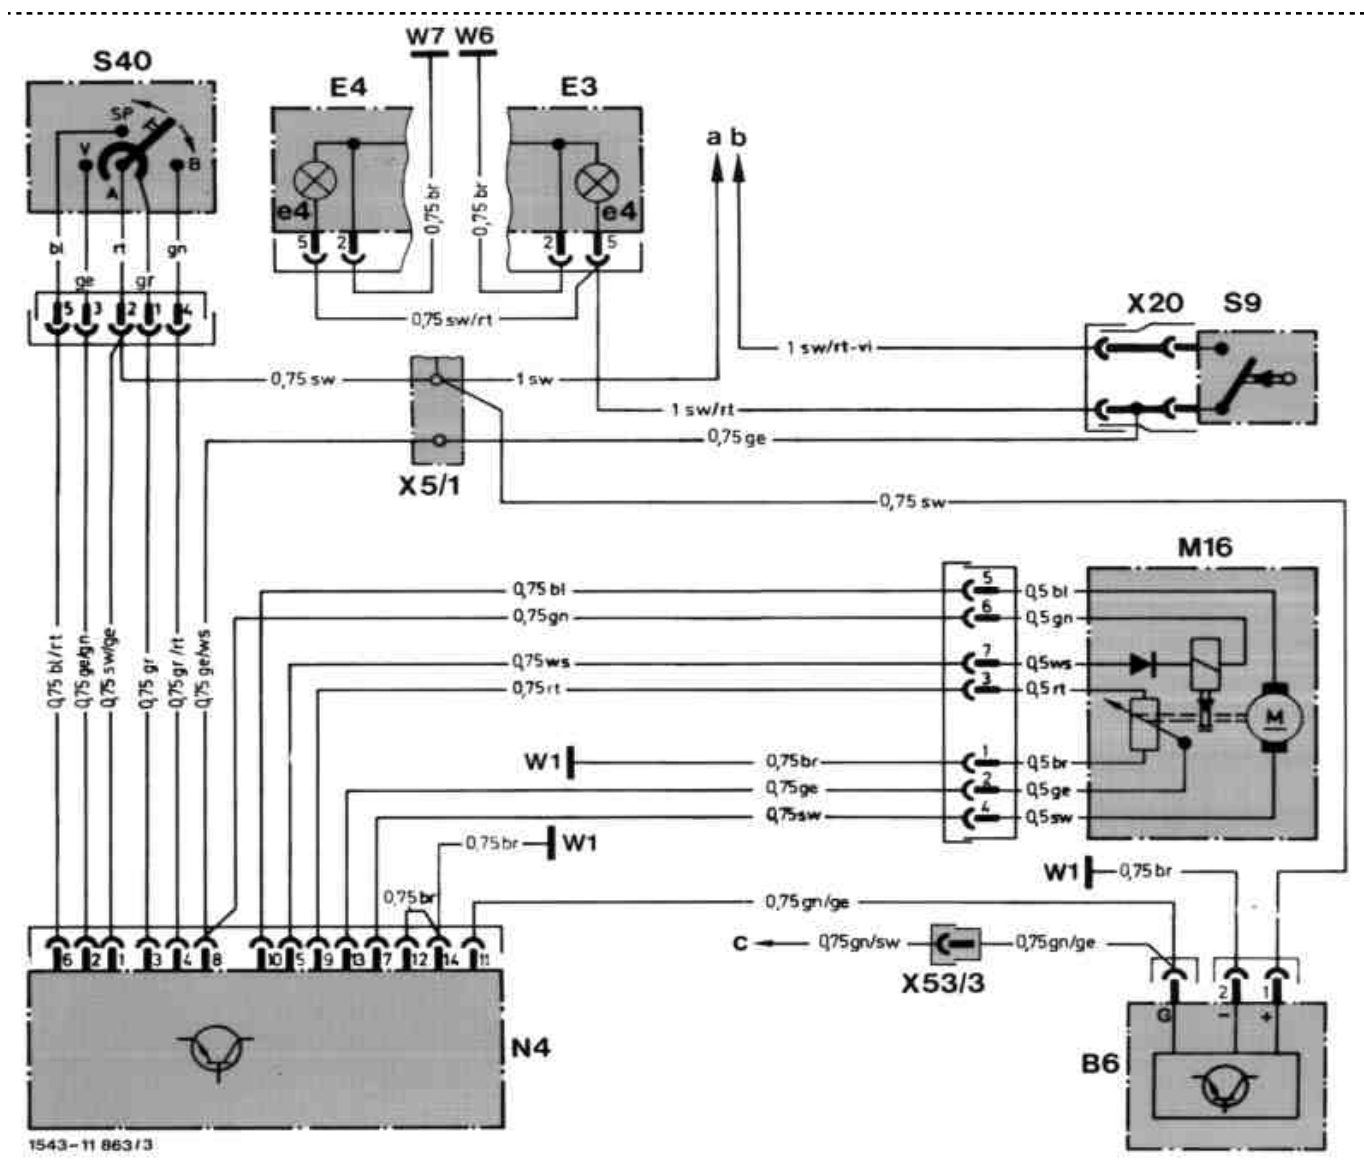 W7 W6
S40
E4
E3
SP
V
B
A
e4
e4
a b
0,75 br
0,75 br
bl
rt
gn
ge
gr
5
2
2
5
5 3 2 1 4
0,75 sw/rt
X20
S9
1 sw/rt-vi
0,75 sw
1 sw
1 sw/rt
0,75 ge
X5/1
0,75 sw
M16
0,75 bl
5
0,5 bl
0,75 gn
6
0,5 gn
0,75 bl/rt
0,75 ge/gn
0,75 sw/ge
0,75 gr
0,75 gr/rt
0,75 ge/ws
0,75 ws
7
0,5 ws
0,75 rt
3
0,5 rt
M
W1
0,75 br
1
0,5 br
0,75 ge
2
0,5 ge
0,75 sw
4
0,5 sw
0,75 br
W1
W1
0,75 br
0,75 br
0,75 gn/ge
C
0,75 gn/sw
0,75 gn/ge
6 2 1 3 4 8 10 5 9 13 7 12 14 11
X53/3
2
1
G
-
+
N4
B6
1543-11 863/3